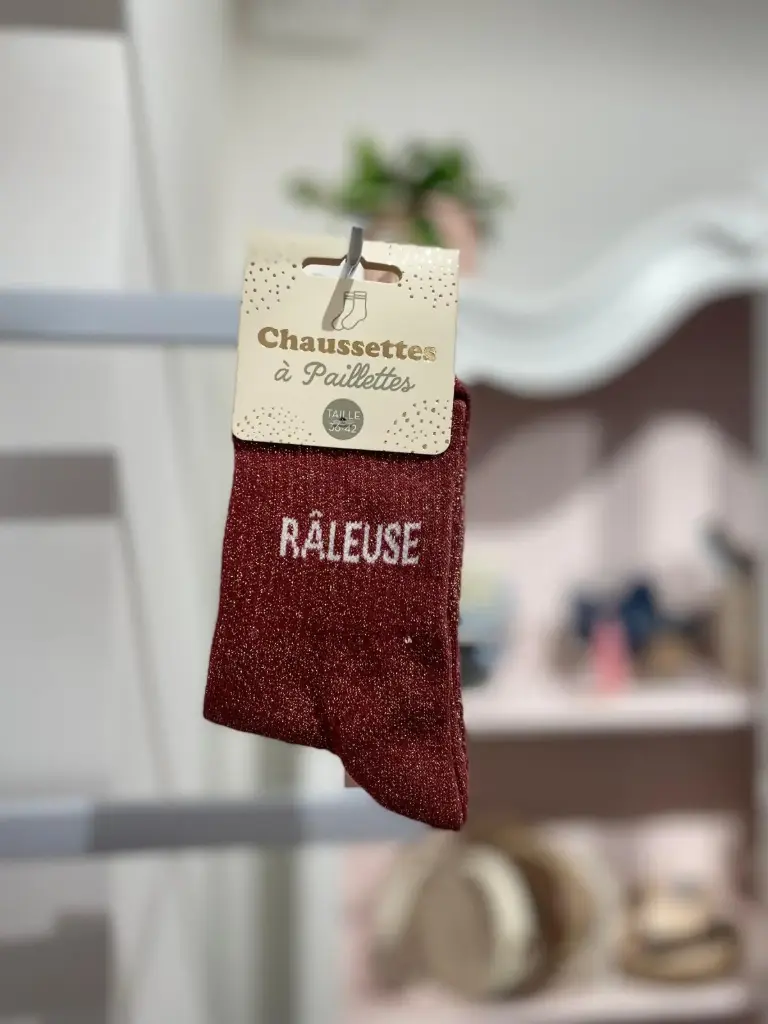 Chaussettes
à Paillettes
TAILLE
36-42
RÂLEUSE